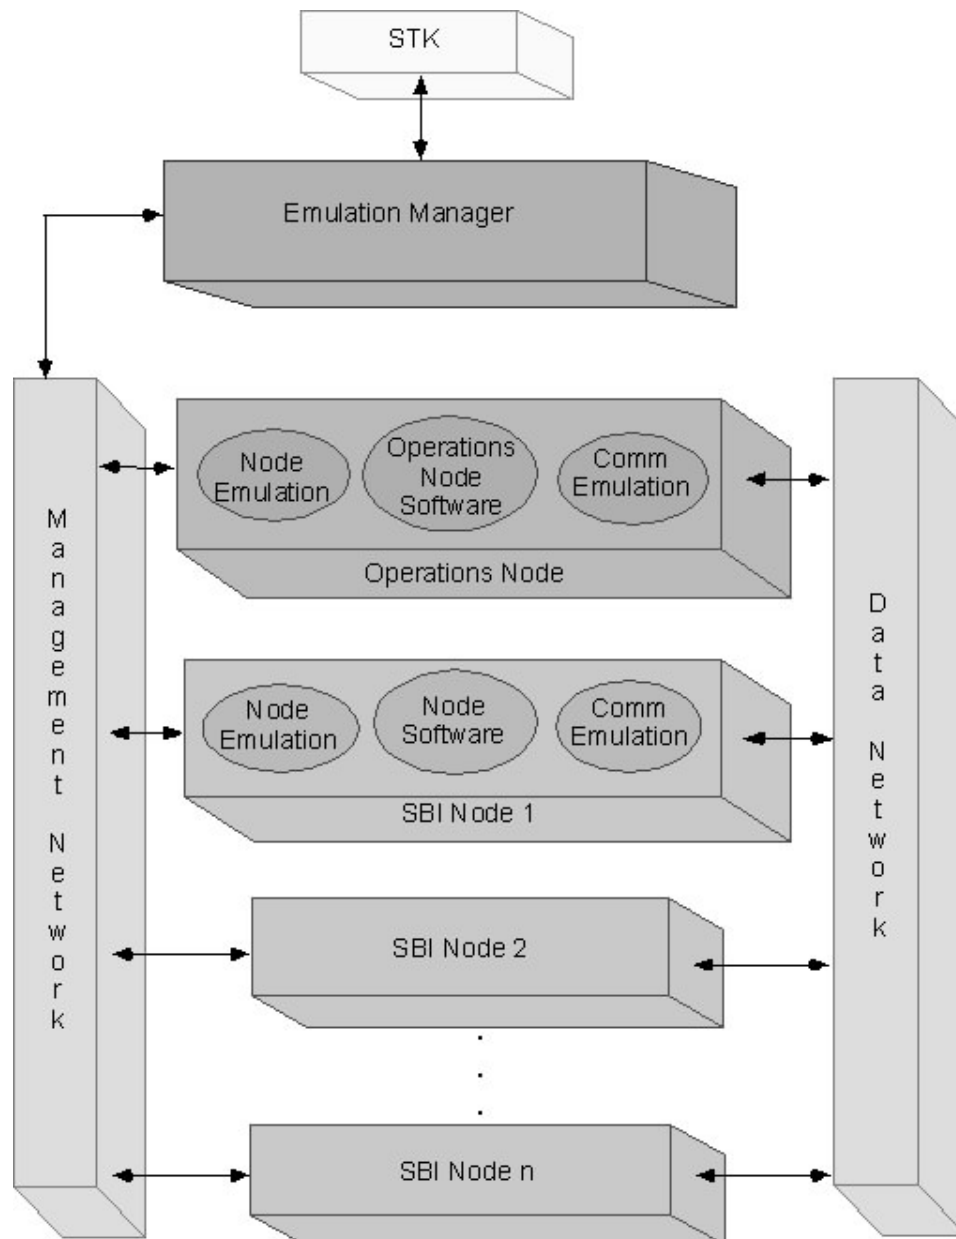 STK
Emulation Manager
Management Network
Node
Emulation
Operations
Node
Software
Comm
Emulation
Operations Node
Node
Emulation
Node
Software
Comm
Emulation
SBI Node 1
SBI Node 2
SBI Node n
Data Network